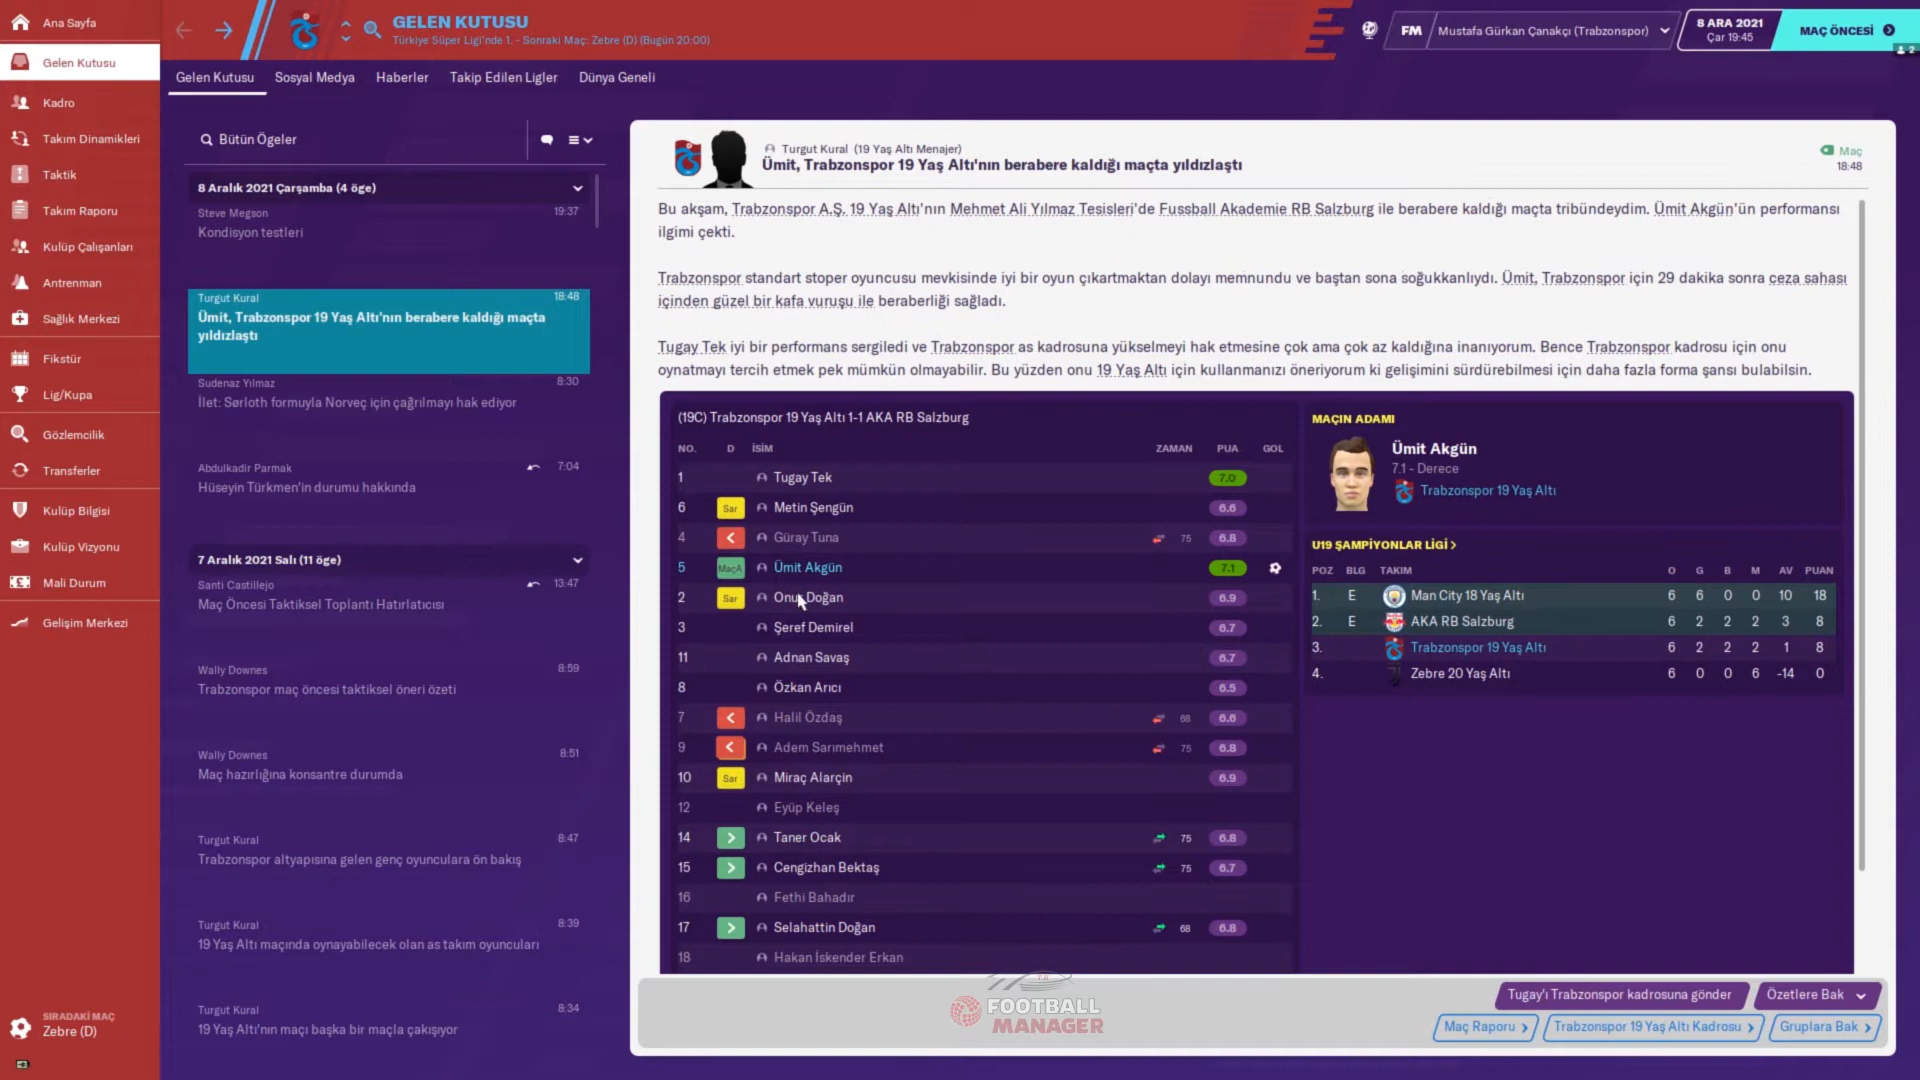 Ana Sayfa
Gelen Kutusu
Kadro
Takım Dinamikleri
Taktik
Takım Raporu
Kulüp Çalışanları
Antrenman
Sağlık Merkezi
Fikstür
Lig/Kupa
Gözlemcilik
Transferler
Kulüp Bilgisi
Kulüp Vizyonu
Mali Durum
Gelişim Merkezi
SIRADAKİ MAÇ
Zebre (D)
GELEN KUTUSU
Türkiye Süper Ligi'nde 1. - Sonraki Maç: Zebre (D) (Bugün 20:00)
FM Mustafa Gürkan Çanakçı (Trabzonspor)
8 ARA 2021
Çar 19:45
MAÇ ÖNCESİ
2
Gelen Kutusu Sosyal Medya Haberler Takip Edilen Ligler Dünya Geneli
Bütün Ögeler
8 Aralık 2021 Çarşamba (4 öge)
Steve Megson 19:37
Kondisyon testleri
Turgut Kural 18:48
Ümit, Trabzonspor 19 Yaş Altı'nın berabere kaldığı maçta
yıldızlaştı
Sudenaz Yılmaz 8:30
İlet: Sørloth formuyla Norveç için çağrılmayı hak ediyor
Abdulkadir Parmak 7:04
Hüseyin Türkmen'in durumu hakkında
7 Aralık 2021 Salı (11 öge)
Santi Castillejo 13:47
Maç Öncesi Taktiksel Toplantı Hatırlatıcısı
Wally Downes 8:59
Trabzonspor maç öncesi taktiksel öneri özeti
Wally Downes 8:51
Maç hazırlığına konsantre durumda
Turgut Kural 8:47
Trabzonspor altyapısına gelen genç oyunculara ön bakış
Turgut Kural 8:39
19 Yaş Altı maçında oynayabilecek olan as takım oyuncuları
Turgut Kural 8:34
19 Yaş Altı'nın maçı başka bir maçla çakışıyor
Turgut Kural (19 Yaş Altı Menajer)
Ümit, Trabzonspor 19 Yaş Altı'nın berabere kaldığı maçta yıldızlaştı
Maç
18:48
Bu akşam, Trabzonspor A.Ş. 19 Yaş Altı'nın Mehmet Ali Yılmaz Tesisleri'de Fussball Akademie RB Salzburg ile berabere kaldığı maçta tribündeydim. Ümit Akgün'ün performansı
ilgimi çekti.
Trabzonspor standart stoper oyuncusu mevkisinde iyi bir oyun çıkartmaktan dolayı memnundu ve baştan sona soğukkanlıydı. Ümit, Trabzonspor için 29 dakika sonra ceza sahası
içinden güzel bir kafa vuruşu ile beraberliği sağladı.
Tugay Tek iyi bir performans sergiledi ve Trabzonspor as kadrosuna yükselmeyi hak etmesine çok ama çok az kaldığına inanıyorum. Bence Trabzonspor kadrosu için onu
oynatmayı tercih etmek pek mümkün olmayabilir. Bu yüzden onu 19 Yaş Altı için kullanmanızı öneriyorum ki gelişimini sürdürebilmesi için daha fazla forma şansı bulabilsin.
(19C) Trabzonspor 19 Yaş Altı 1-1 AKA RB Salzburg
NO. D İSİM ZAMAN PUA GOL
1 Tugay Tek 7.0
6 Sar Metin Şengün 6.6
4 Güray Tuna 75 6.8
5 MaçA Ümit Akgün 7.1
2 Sar Onur Doğan 6.9
3 Şeref Demirel 6.7
11 Adnan Savaş 6.7
8 Özkan Arıcı 6.5
7 Halil Özdaş 68 6.6
9 Adem Sarımehmet 75 6.8
10 Sar Miraç Alarçin 6.9
12 Eyüp Keleş
14 Taner Ocak 75 6.8
15 Cengizhan Bektaş 75 6.7
16 Fethi Bahadır
17 Selahattin Doğan 68 6.8
18 Hakan İskender Erkan
MAÇIN ADAMI
Ümit Akgün
7.1 - Derece
Trabzonspor 19 Yaş Altı
U19 ŞAMPİYONLAR LİGİ >
POZ BLG TAKIM O G B M AV PUAN
1. E Man City 18 Yaş Altı 6 6 0 0 10 18
2. E AKA RB Salzburg 6 2 2 2 3 8
3. Trabzonspor 19 Yaş Altı 6 2 2 2 1 8
4. Zebre 20 Yaş Altı 6 0 0 6 -14 0
FOOTBALL
MANAGER
Tugay'ı Trabzonspor kadrosuna gönder
Özetlere Bak
Maç Raporu >
Trabzonspor 19 Yaş Altı Kadrosu >
Gruplara Bak >